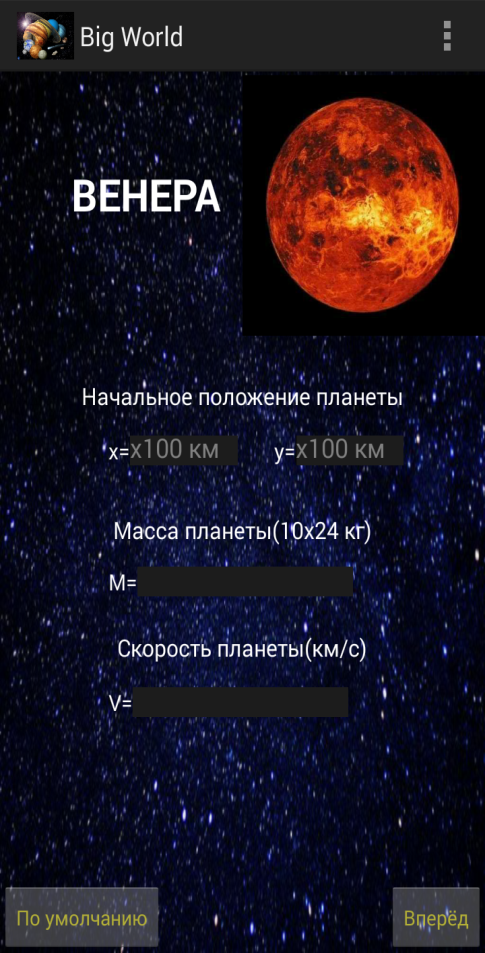 Big World
ВЕНЕРА
Начальное положение планеты
x=x100 км y=x100 км
Масса планеты(10x24 кг)
M=
Скорость планеты(км/с)
V=
По умолчанию Вперёд